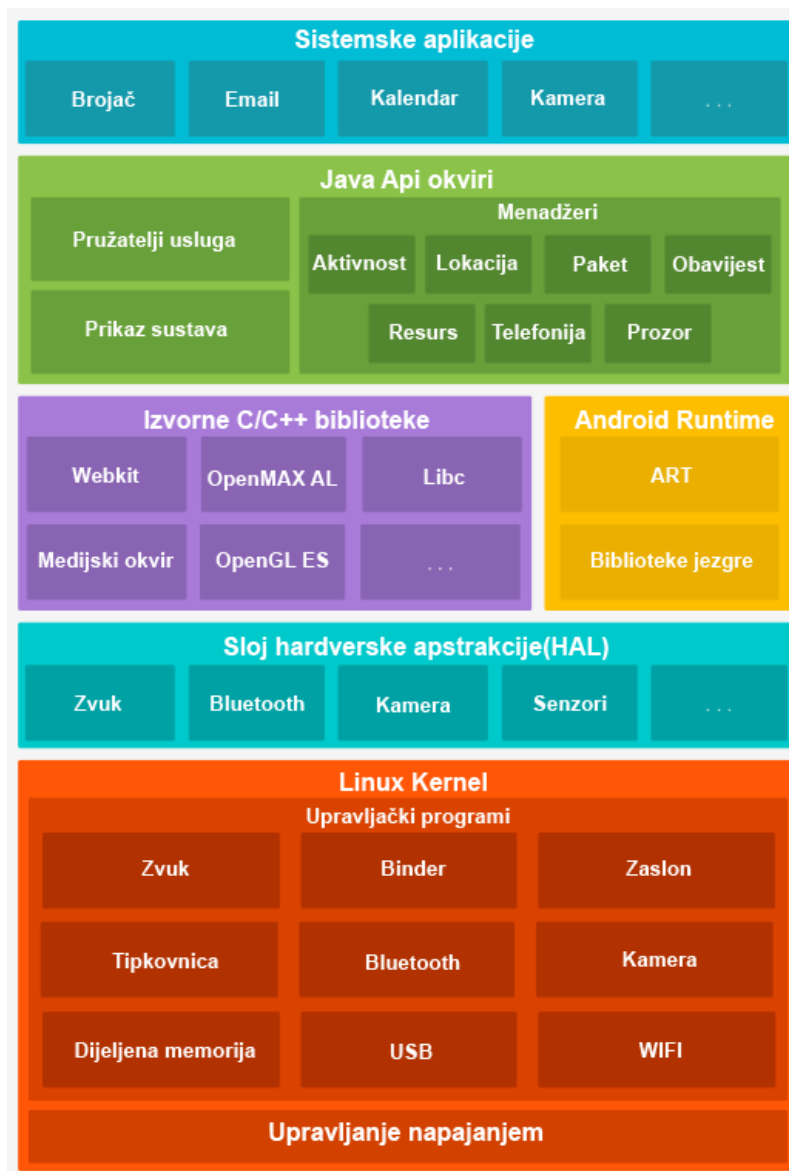 Sistemske aplikacije
Brojač
Email
Kalendar
Kamera
. . .
Java Api okviri
Pružatelji usluga
Prikaz sustava
Menadžeri
Aktivnost
Lokacija
Paket
Obavijest
Resurs
Telefonija
Prozor
Izvorne C/C++ biblioteke
Webkit
OpenMAX AL
Libc
Medijski okvir
OpenGL ES
. . .
Android Runtime
ART
Biblioteke jezgre
Sloj hardverske apstrakcije(HAL)
Zvuk
Bluetooth
Kamera
Senzori
. . .
Linux Kernel
Upravljački programi
Zvuk
Binder
Zaslon
Tipkovnica
Bluetooth
Kamera
Dijeljena memorija
USB
WIFI
Upravljanje napajanjem